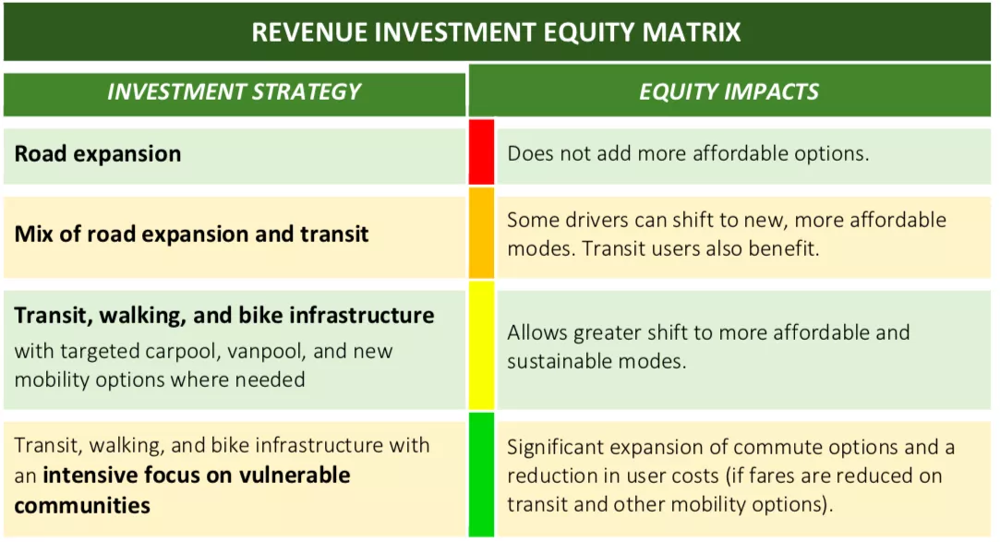 REVENUE INVESTMENT EQUITY MATRIX
INVESTMENT STRATEGY
EQUITY IMPACTS
Road expansion
Does not add more affordable options.
Mix of road expansion and transit
Some drivers can shift to new, more affordable
modes. Transit users also benefit.
Transit, walking, and bike infrastructure
with targeted carpool, vanpool, and new
mobility options where needed
Allows greater shift to more affordable and
sustainable modes.
Transit, walking, and bike infrastructure with
an intensive focus on vulnerable
communities
Significant expansion of commute options and a
reduction in user costs (if fares are reduced on
transit and other mobility options).